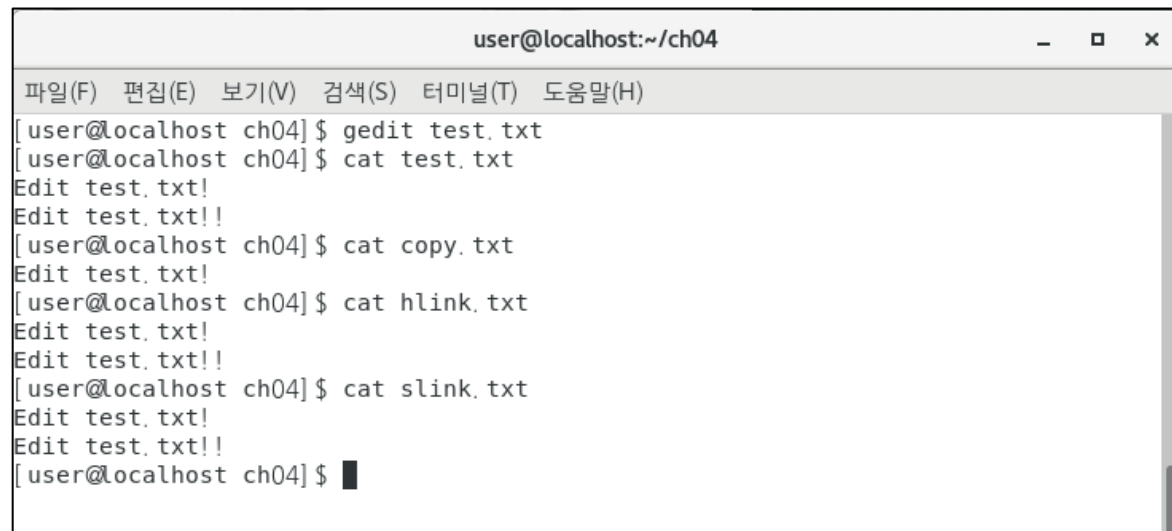 user@localhost:~/ch04
파일(F) 편집(E) 보기(V) 검색(S) 터미널(T) 도움말(H)
[user@localhost ch04]$ gedit test.txt
[user@localhost ch04]$ cat test.txt
Edit test.txt!
Edit test.txt!!
[user@localhost ch04]$ cat copy.txt
Edit test.txt!
[user@localhost ch04]$ cat hlink.txt
Edit test.txt!
Edit test.txt!!
[user@localhost ch04]$ cat slink.txt
Edit test.txt!
Edit test.txt!!
[user@localhost ch04]$